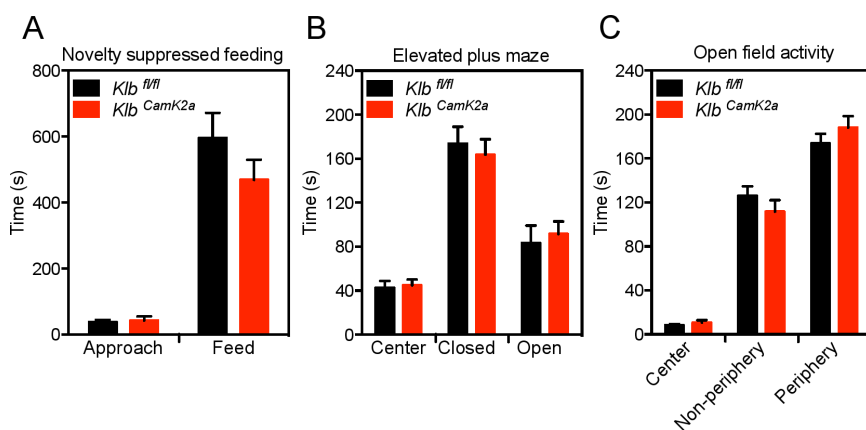 A
Novelty suppressed feeding
800
600
400
200
0
Time (s)
Klb fl/fl
Klb CamK2a
Approach
Feed
B
Elevated plus maze
240
200
160
120
80
40
0
Time (s)
Klb fl/fl
Klb CamK2a
Center
Closed
Open
C
Open field activity
240
200
160
120
80
40
0
Time (s)
Klb fl/fl
Klb CamK2a
Center
Non-periphery
Periphery